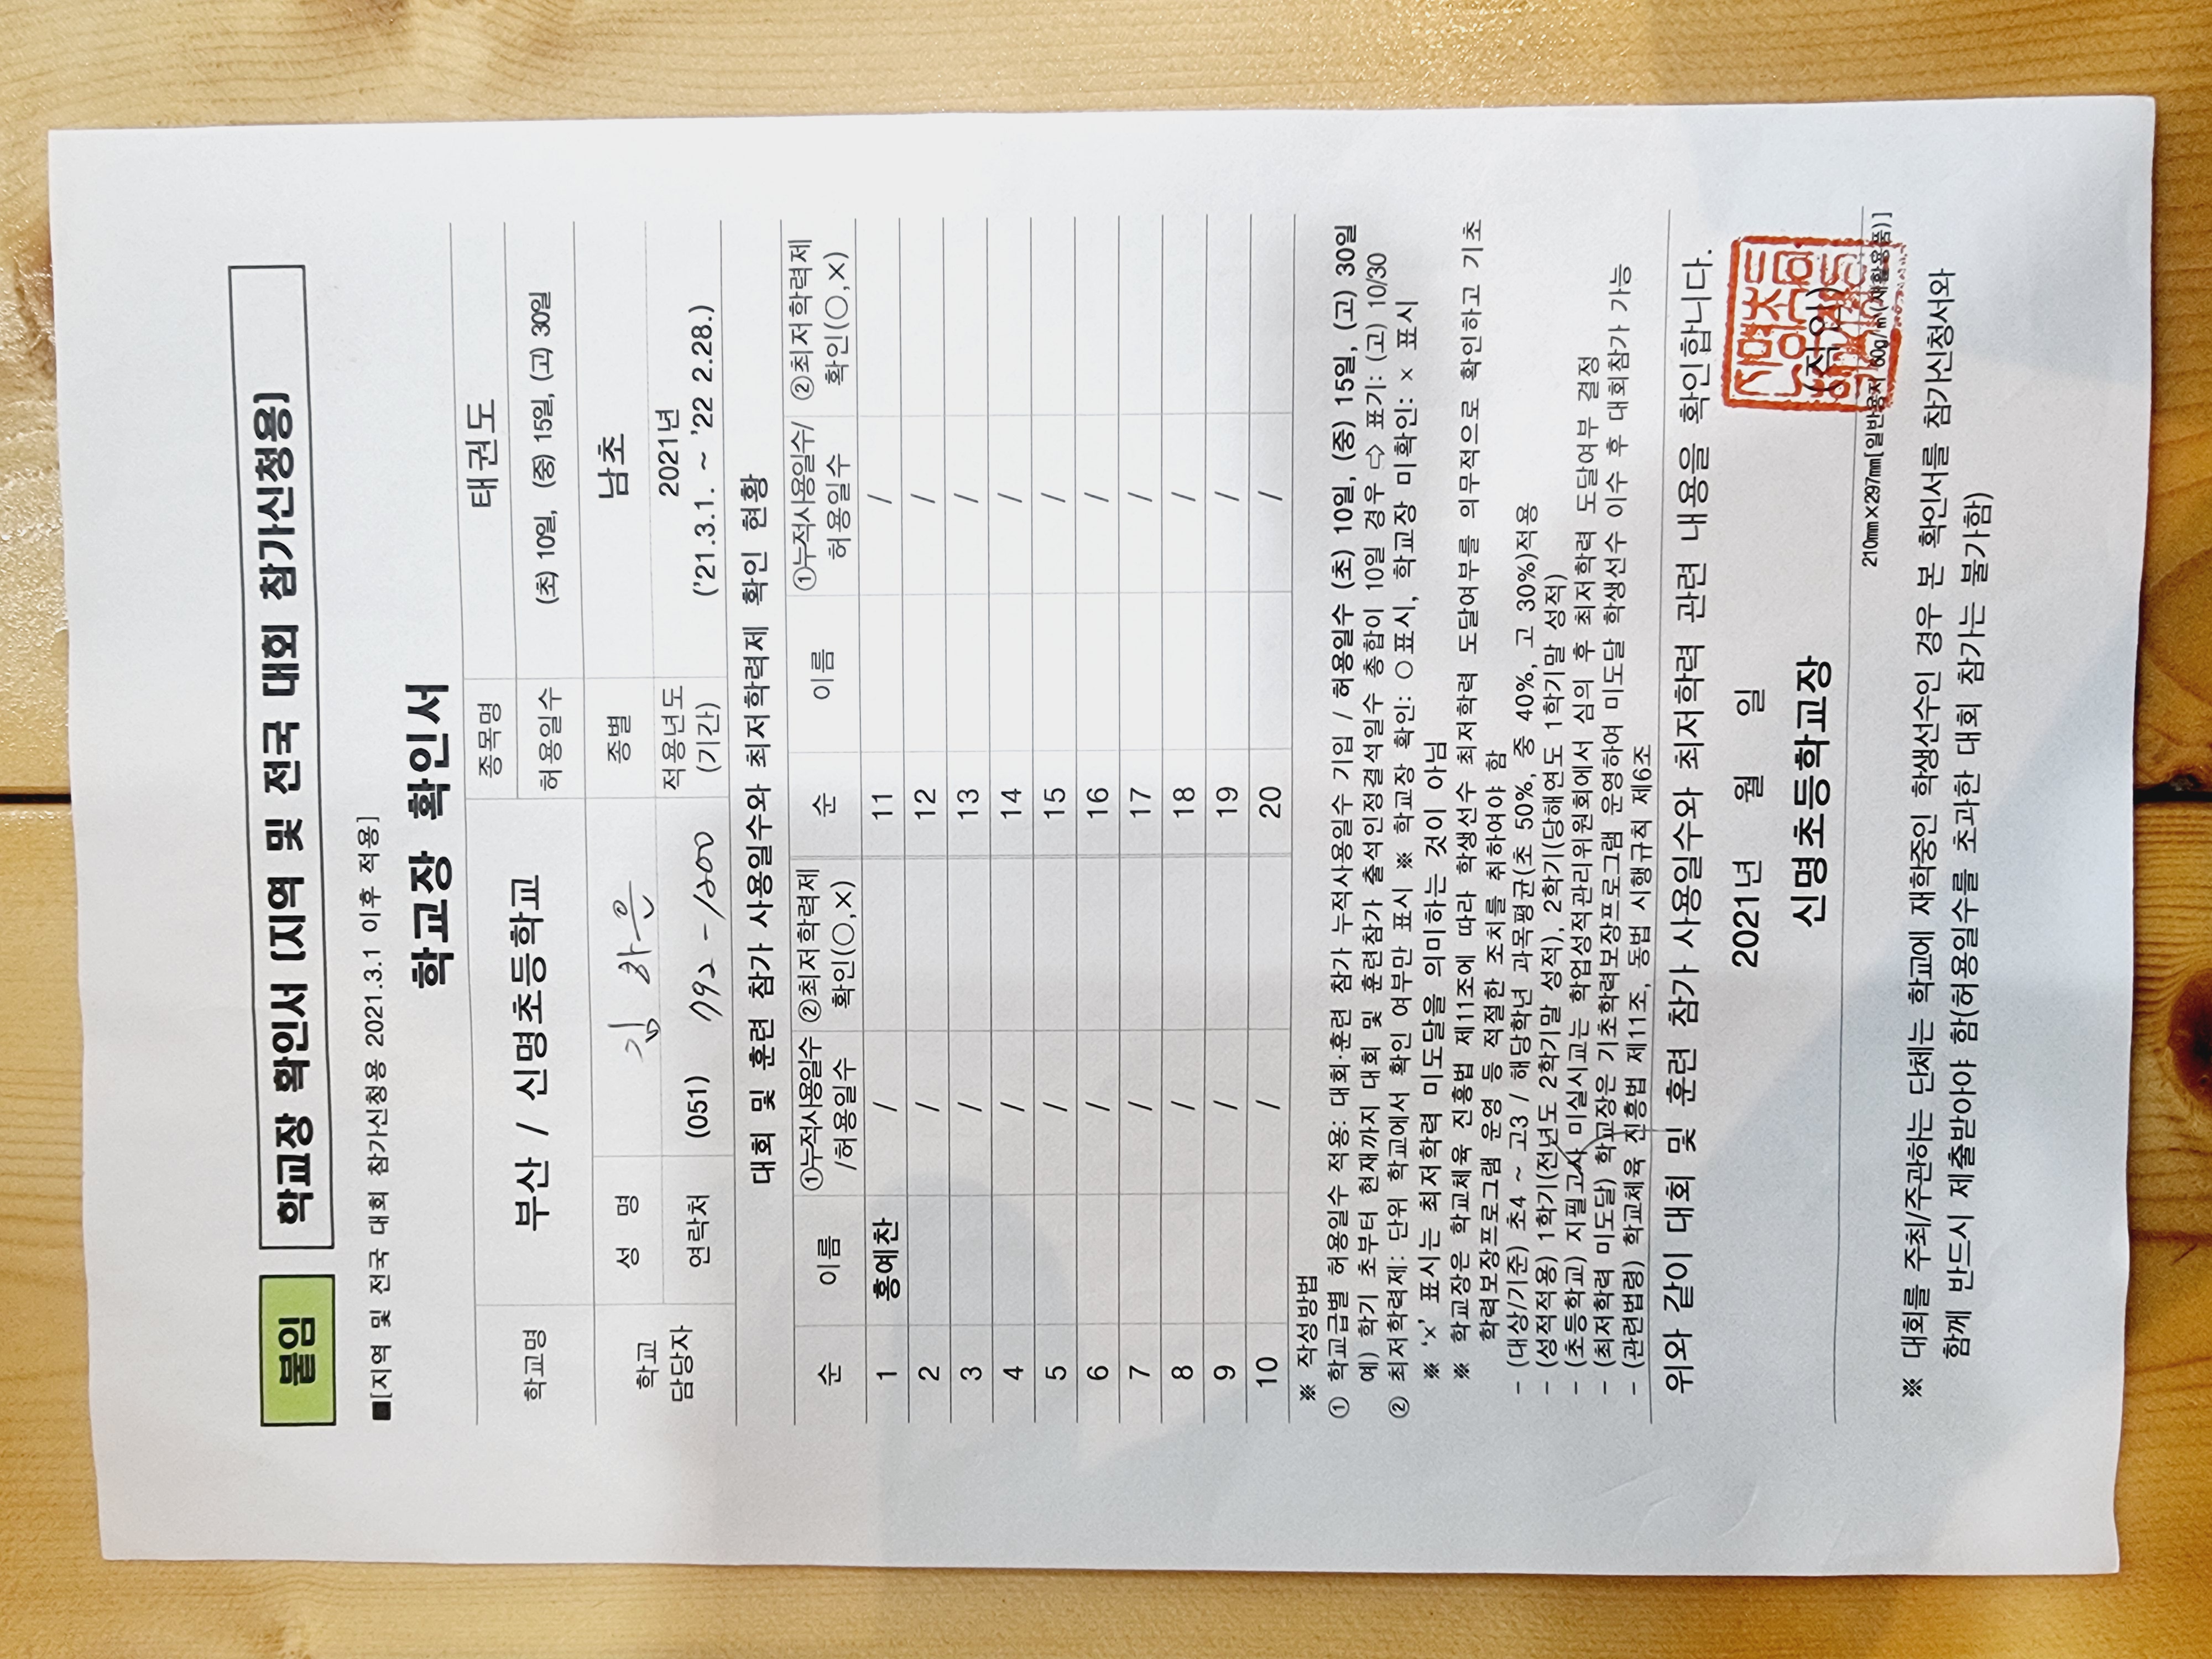 붙임
학교장 확인서 [지역 및 전국 대회 참가신청용]
■[지역 및 전국 대회 참가신청용 2021.3.1 이후 적용]
학교장 확인서
학교명 부산 / 신명초등학교 종목명 태권도
허용일수 (초) 10일, (중) 15일, (고) 30일
학교 담당자 성 명 김 하은 종별 남초
연락처 (051) 792-1200 적용년도 (기간) 2021년 ('21.3.1. ~ '22 2.28.)
대회 및 훈련 참가 사용일수와 최저학력제 확인 현황
순 이름 ①누적사용일수 /허용일수 ②최저학력제 확인(○,×) 순 이름 ①누적사용일수/ 허용일수 ②최저학력제 확인(○,×)
1 홍예찬 / 11 /
2 / 12 /
3 / 13 /
4 / 14 /
5 / 15 /
6 / 16 /
7 / 17 /
8 / 18 /
9 / 19 /
10 / 20 /
※ 작성방법
① 학교급별 허용일수 적용: 대회·훈련 참가 누적사용일수 기입 / 허용일수 (초) 10일, (중) 15일, (고) 30일
예) 학기 초부터 현재까지 대회 및 훈련참가 출석인정결석일수 총합이 10일 경우 ⇨ 표기: (고) 10/30
② 최저학력제: 단위 학교에서 확인 여부만 표시 ※ 학교장 확인: ○표시, 학교장 미확인: × 표시
※ '×' 표시는 최저학력 미도달을 의미하는 것이 아님
※ 학교장은 학교체육 진흥법 제11조에 따라 학생선수 최저학력 도달여부를 의무적으로 확인하고 기초
학력보장프로그램 운영 등 적절한 조치를 취하여야 함
- (대상/기준) 초4 ~ 고3 / 해당학년 과목평균(초 50%, 중 40%, 고 30%)적용
- (성적적용) 1학기(전년도 2학기말 성적), 2학기(당해연도 1학기말 성적)
- (초등학교) 지필고사 미실시교는 학업성적관리위원회에서 심의 후 최저학력 도달여부 결정
- (최저학력 미도달) 학교장은 기초학력보장프로그램 운영하여 미도달 학생선수 이수 후 대회참가 가능
- (관련법령) 학교체육 진흥법 제11조, 동법 시행규칙 제6조
위와 같이 대회 및 훈련 참가 사용일수와 최저학력 관련 내용을 확인합니다.
2021년 월 일
신명초등학교장 (직인)
210㎜×297㎜[일반용지 60g/㎡(재활용품)]
※ 대회를 주최/주관하는 단체는 학교에 재학중인 학생선수인 경우 본 확인서를 참가신청서와
함께 반드시 제출받아야 함(허용일수를 초과한 대회 참가는 불가함)